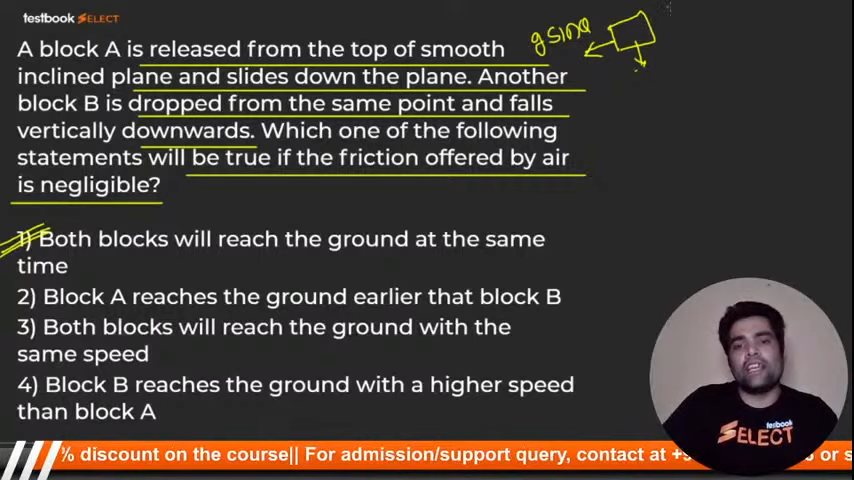 testbook SELECT
A block A is released from the top of smooth
g sinθ
inclined plane and slides down the plane. Another
block B is dropped from the same point and falls
vertically downwards. Which one of the following
statements will be true if the friction offered by air
is negligible?
1) Both blocks will reach the ground at the same
time
2) Block A reaches the ground earlier that block B
3) Both blocks will reach the ground with the
same speed
4) Block B reaches the ground with a higher speed
than block A
testbook
SELECT
% discount on the course|| For admission/support query, contact at